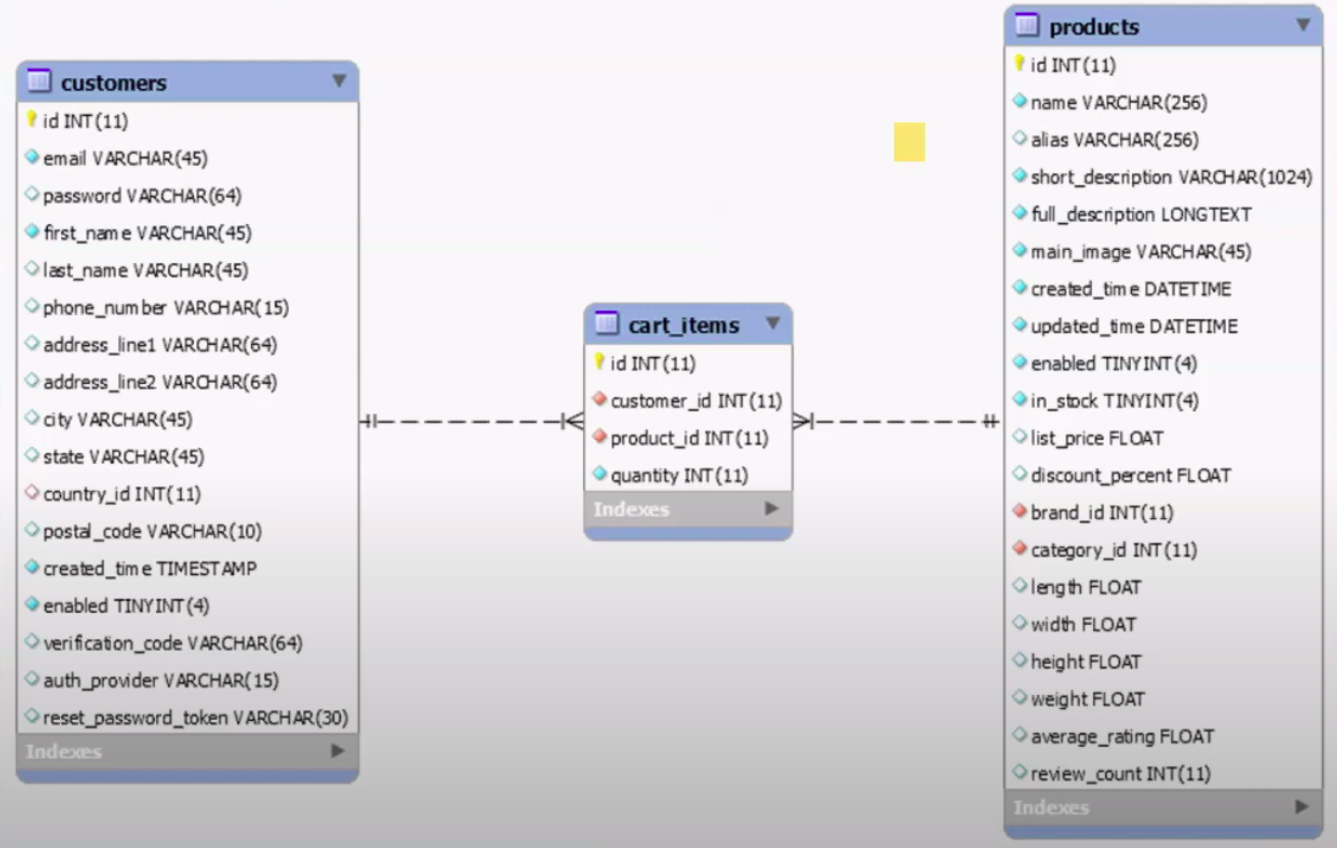 customers
id INT(11)
email VARCHAR(45)
password VARCHAR(64)
first_name VARCHAR(45)
last_name VARCHAR(45)
phone_number VARCHAR(15)
address_line1 VARCHAR(64)
address_line2 VARCHAR(64)
city VARCHAR(45)
state VARCHAR(45)
country_id INT(11)
postal_code VARCHAR(10)
created_time TIMESTAMP
enabled TINYINT(4)
verification_code VARCHAR(64)
auth_provider VARCHAR(15)
reset_password_token VARCHAR(30)
Indexes
cart_items
id INT(11)
customer_id INT(11)
product_id INT(11)
quantity INT(11)
Indexes
products
id INT(11)
name VARCHAR(256)
alias VARCHAR(256)
short_description VARCHAR(1024)
full_description LONGTEXT
main_image VARCHAR(45)
created_time DATETIME
updated_time DATETIME
enabled TINYINT(4)
in_stock TINYINT(4)
list_price FLOAT
discount_percent FLOAT
brand_id INT(11)
category_id INT(11)
length FLOAT
width FLOAT
height FLOAT
weight FLOAT
average_rating FLOAT
review_count INT(11)
Indexes